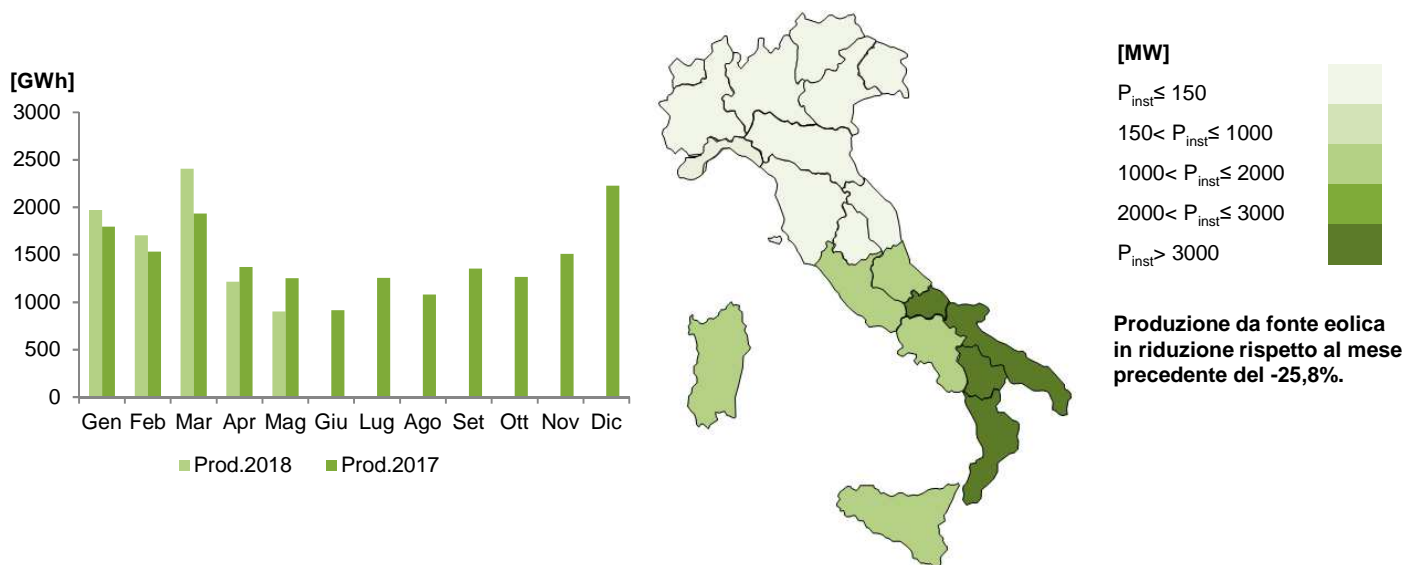 [GWh]
3000
2500
2000
1500
1000
500
0
Gen Feb Mar Apr Mag Giu Lug Ago Set Ott Nov Dic
Prod.2018 Prod.2017
[MW]
Pinst≤ 150
150< Pinst≤ 1000
1000< Pinst≤ 2000
2000< Pinst≤ 3000
Pinst> 3000
Produzione da fonte eolica
in riduzione rispetto al mese
precedente del -25,8%.